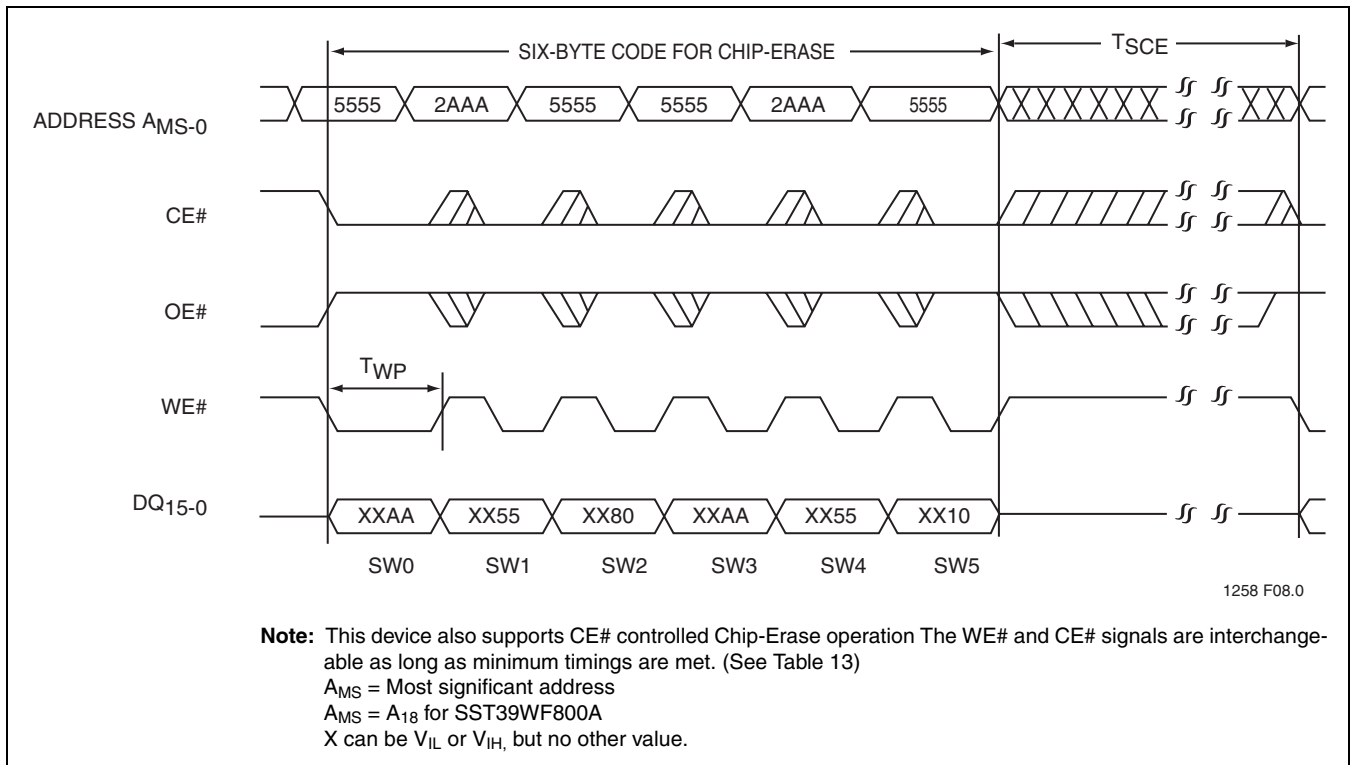 SIX-BYTE CODE FOR CHIP-ERASE
TSCE
ADDRESS AMS-0
5555 2AAA 5555 5555 2AAA 5555
CE#
OE#
TWP
WE#
DQ15-0
XXAA XX55 XX80 XXAA XX55 XX10
SW0 SW1 SW2 SW3 SW4 SW5
1258 F08.0
Note: This device also supports CE# controlled Chip-Erase operation The WE# and CE# signals are interchange-
able as long as minimum timings are met. (See Table 13)
AMS = Most significant address
AMS = A18 for SST39WF800A
X can be VIL or VIH, but no other value.